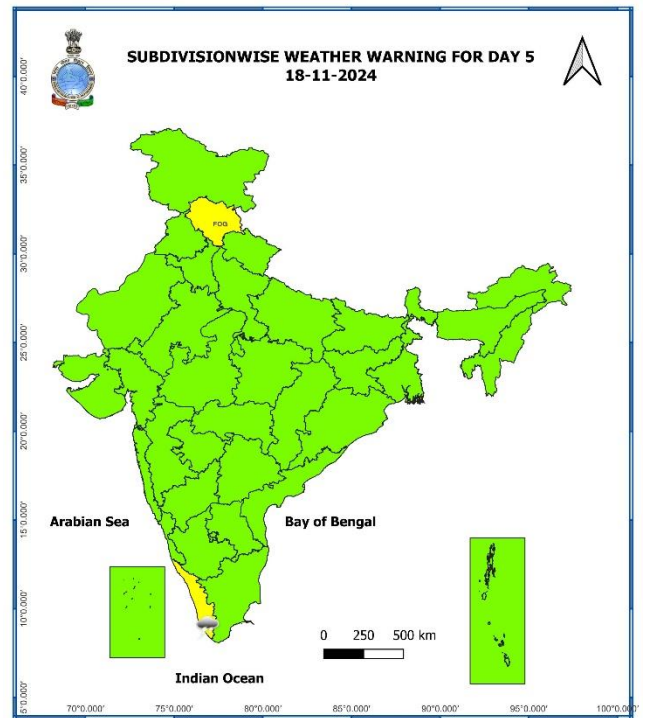 SUBDIVISIONWISE WEATHER WARNING FOR DAY 5
18-11-2024
40°0.000'
35°0.000'
30°0.000'
25°0.000'
20°0.000'
15°0.000'
10°0.000'
5°0.000'
FOG
Arabian Sea
Bay of Bengal
0 250 500 km
Indian Ocean
70°0.000' 75°0.000' 80°0.000' 85°0.000' 90°0.000' 95°0.000' 100°0.000'